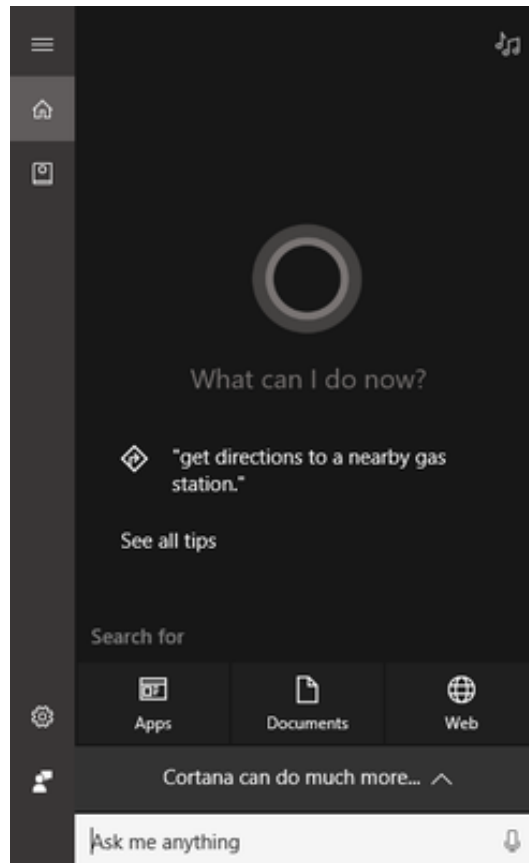 What can I do now?
"get directions to a nearby gas
station."
See all tips
Search for
Apps
Documents
Web
Cortana can do much more...
Ask me anything